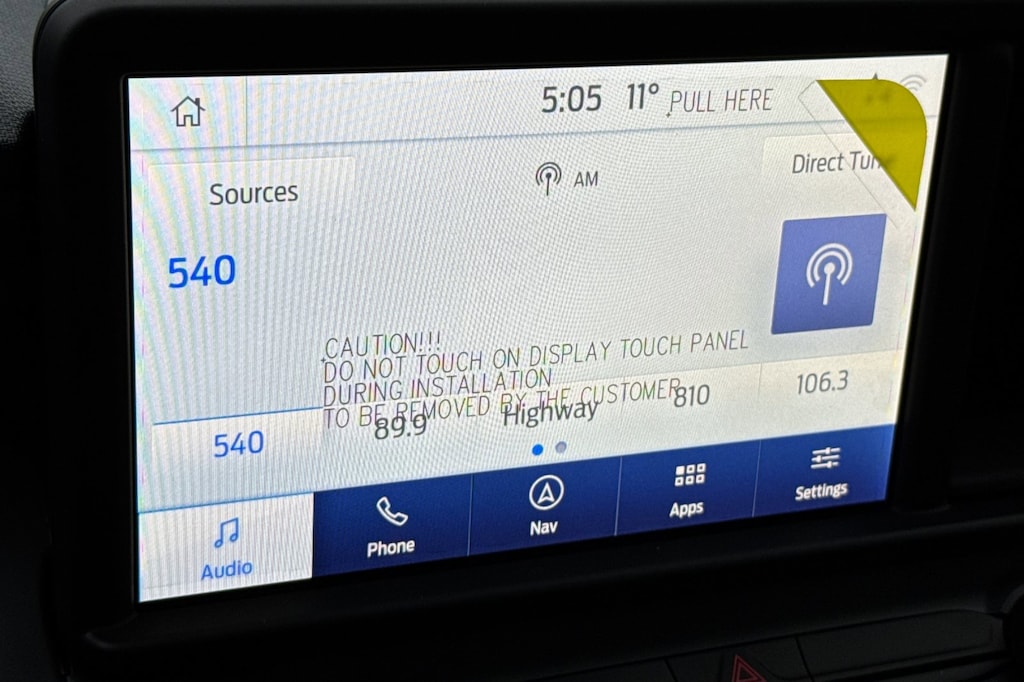 5:05 11° PULL HERE
Sources
AM
Direct Tun
540
CAUTION!!!
DO NOT TOUCH ON DISPLAY TOUCH PANEL
DURING INSTALLATION
TO BE REMOVED BY THE CUSTOMER
540
89.9
Highway
810
106.3
Audio
Phone
Nav
Apps
Settings